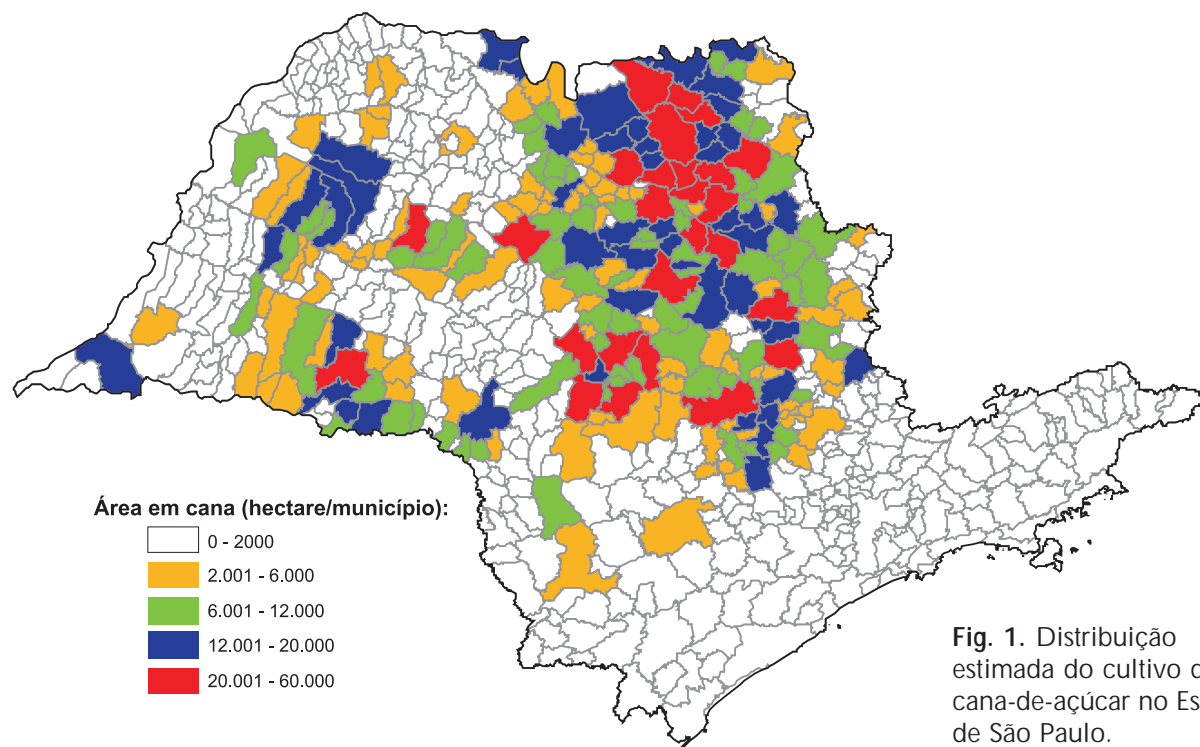 Área em cana (hectare/município):
0 - 2000
2.001 - 6.000
6.001 - 12.000
12.001 - 20.000
20.001 - 60.000
Fig. 1. Distribuição
estimada do cultivo
cana-de-açúcar no
de São Paulo.